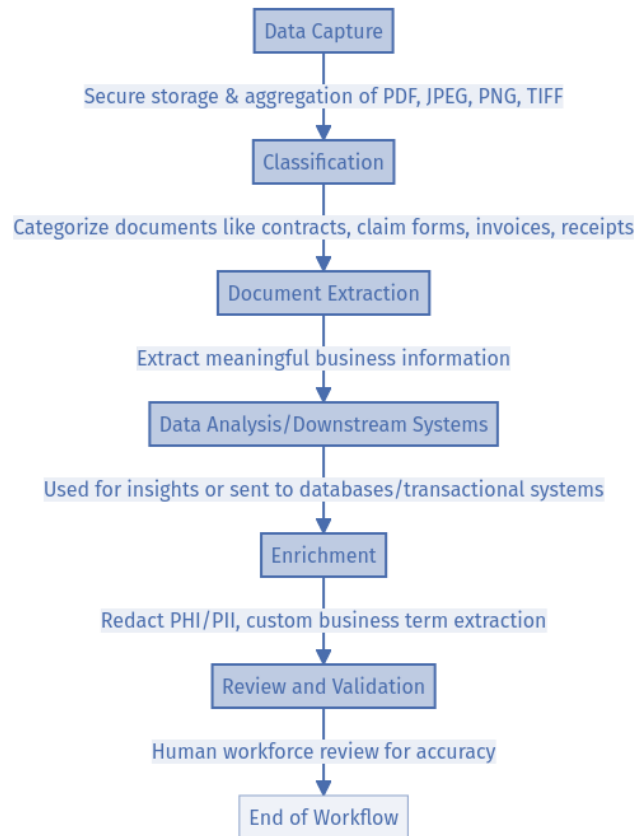 Data Capture
Secure storage & aggregation of PDF, JPEG, PNG, TIFF
Classification
Categorize documents like contracts, claim forms, invoices, receipts
Document Extraction
Extract meaningful business information
Data Analysis/Downstream Systems
Used for insights or sent to databases/transactional systems
Enrichment
Redact PHI/PII, custom business term extraction
Review and Validation
Human workforce review for accuracy
End of Workflow